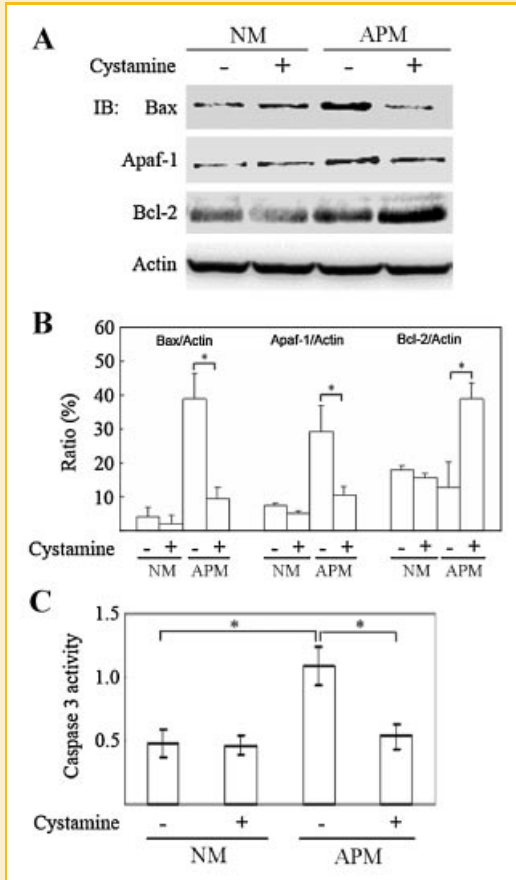 A
NM APM
Cystamine - + - +
IB: Bax
Apaf-1
Bcl-2
Actin
B
Bax/Actin Apaf-1/Actin Bcl-2/Actin
60
50
40
30
20
10
Ratio (%)
* * *
Cystamine - + - + - + - + - + - +
NM APM NM APM NM APM
C
1.5
1.0
0.5
Caspase 3 activity
* *
Cystamine - + - +
NM APM